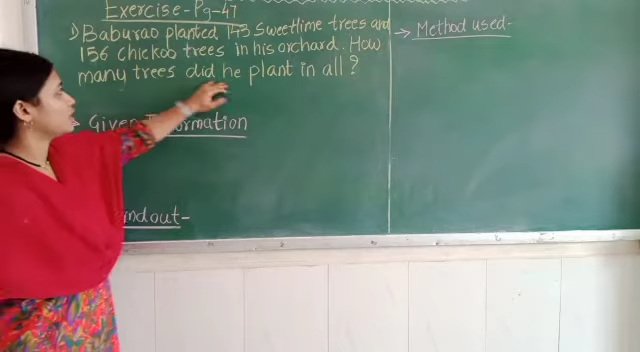 Exercise-Pg-47
1) Baburao planted 143 sweetlime trees and
156 chickoo trees in his orchard. How
many trees did he plant in all?
Given Information
indout-
→ Method used-